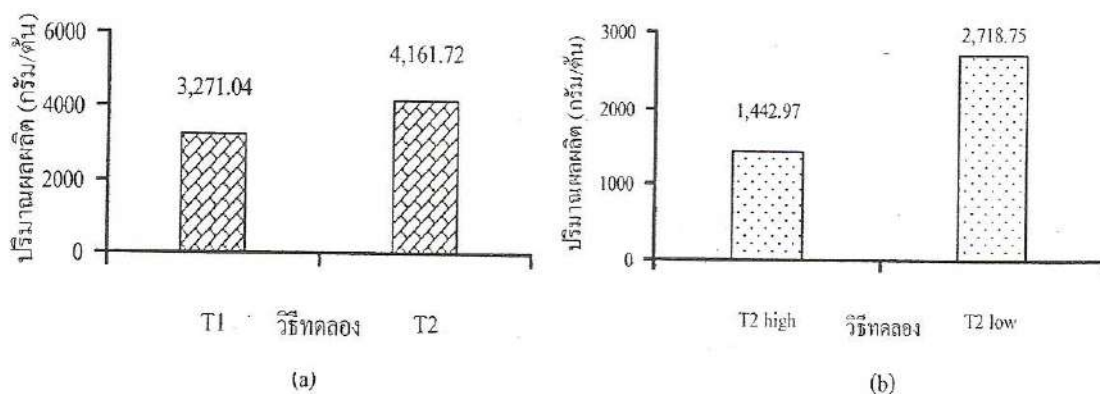 ปริมาณผลผลิต (กรัม/ต้น)
6000
4000
2000
0
3,271.04
4,161.72
T1 วิธีทดลอง T2
(a)
ปริมาณผลผลิต (กรัม/ต้น)
3000
2000
1000
0
1,442.97
2,718.75
T2 high วิธีทดลอง T2 low
(b)